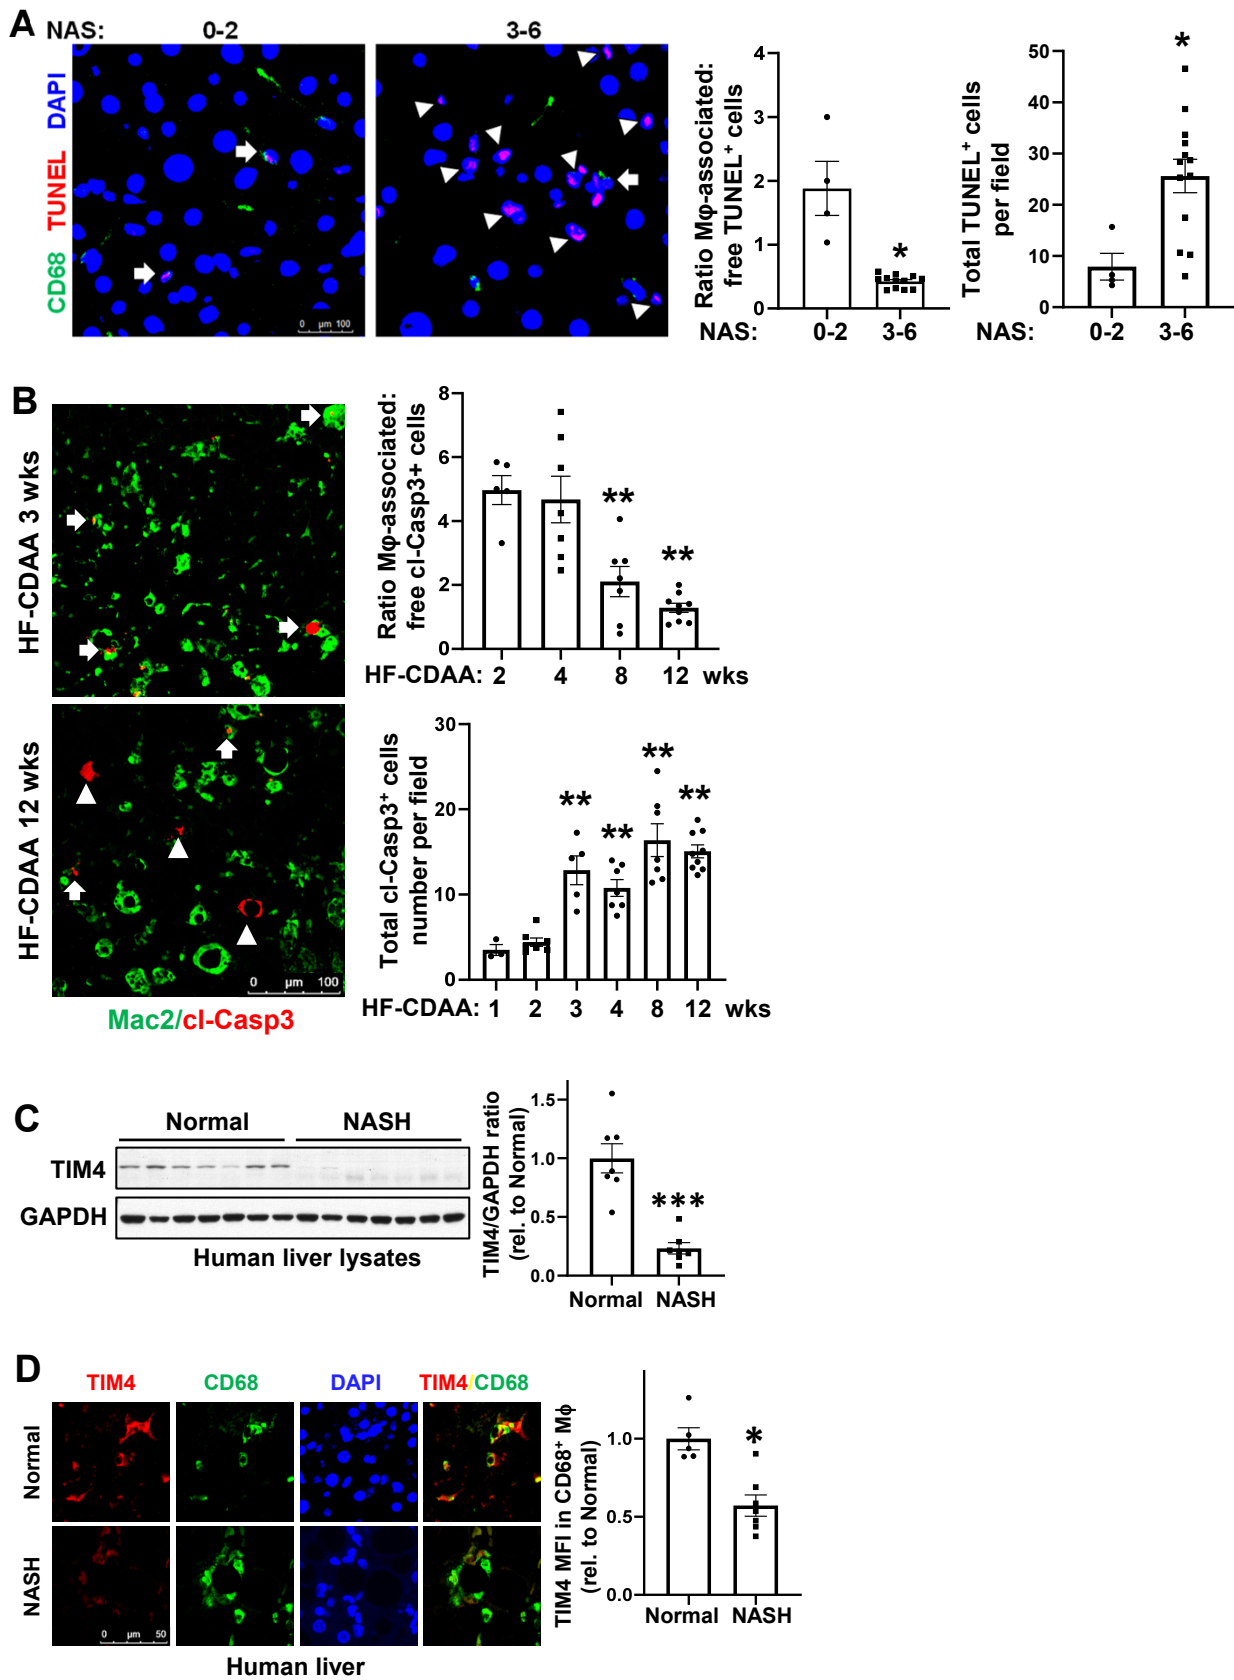 A
NAS: 0-2 3-6
CD68 TUNEL DAPI
0 µm 100
Ratio Mφ-associated:
free TUNEL+ cells
4
3
2
1
0
NAS: 0-2 3-6
*
Total TUNEL+ cells
per field
50
40
30
20
10
0
NAS: 0-2 3-6
*
B
HF-CDAA 3 wks
HF-CDAA 12 wks
0 µm 100
Mac2/cl-Casp3
Ratio Mφ-associated:
free cl-Casp3+ cells
8
6
4
2
0
** **
HF-CDAA: 2 4 8 12 wks
Total cl-Casp3+ cells
number per field
30
20
10
0
** ** ** **
HF-CDAA: 1 2 3 4 8 12 wks
C
Normal NASH
TIM4
GAPDH
Human liver lysates
TIM4/GAPDH ratio
(rel. to Normal)
1.5
1.0
0.5
0.0
***
Normal NASH
D
TIM4 CD68 DAPI TIM4/CD68
Normal
NASH
0 µm 50
Human liver
TIM4 MFI in CD68+ Mφ
(rel. to Normal)
1.0
0.5
0.0
*
Normal NASH